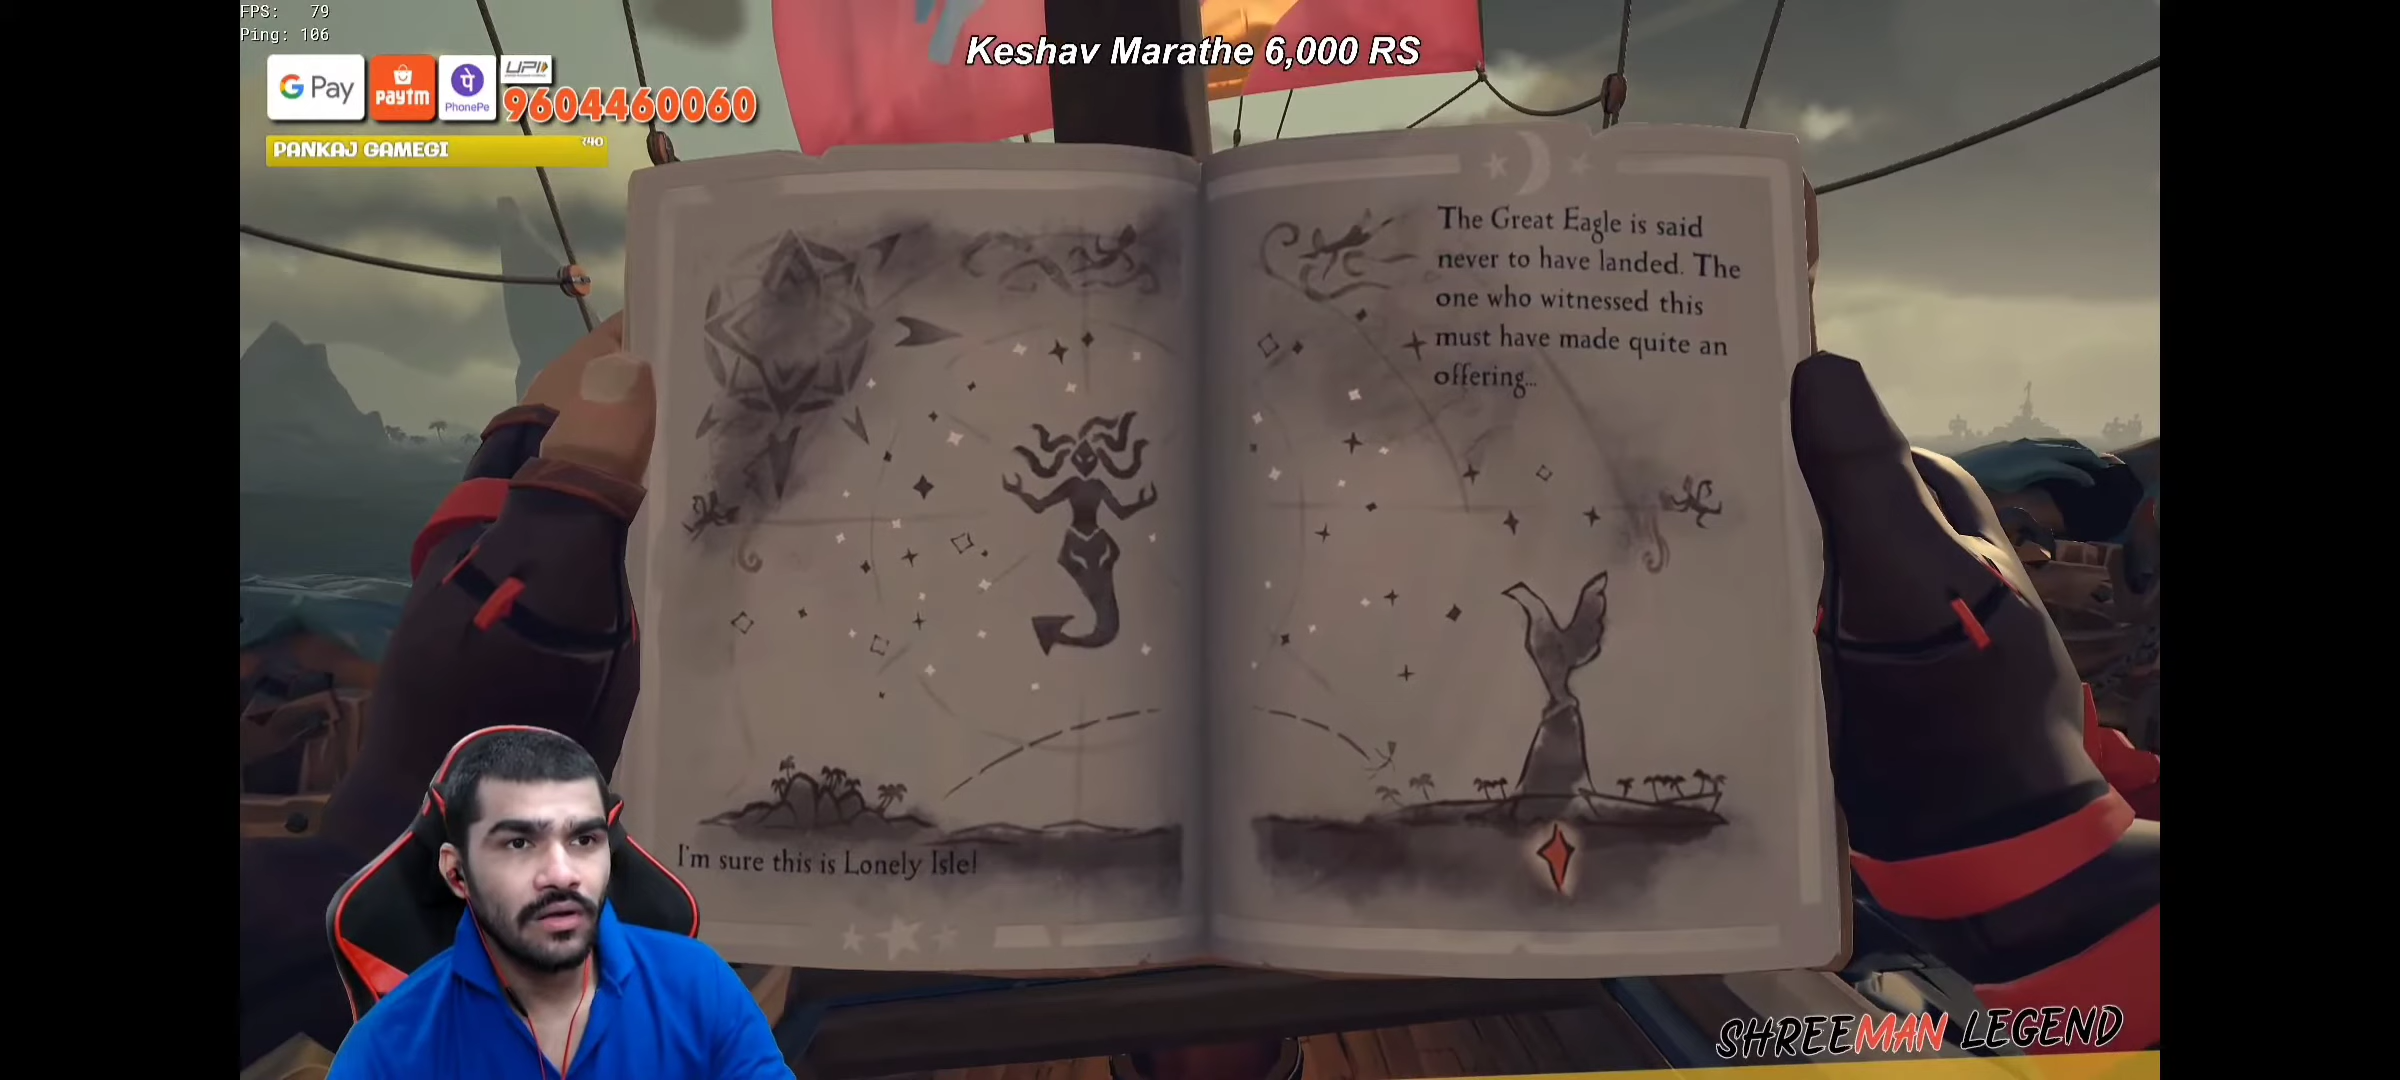 FPS: 79
Ping: 106
Keshav Marathe 6,000 RS
G Pay
paytm
पे
PhonePe
UPI
9604460060
PANKAJ GAMEGI
₹40
The Great Eagle is said
never to have landed. The
one who witnessed this
must have made quite an
offering...
I'm sure this is Lonely Isle!
SHREEMAN LEGEND